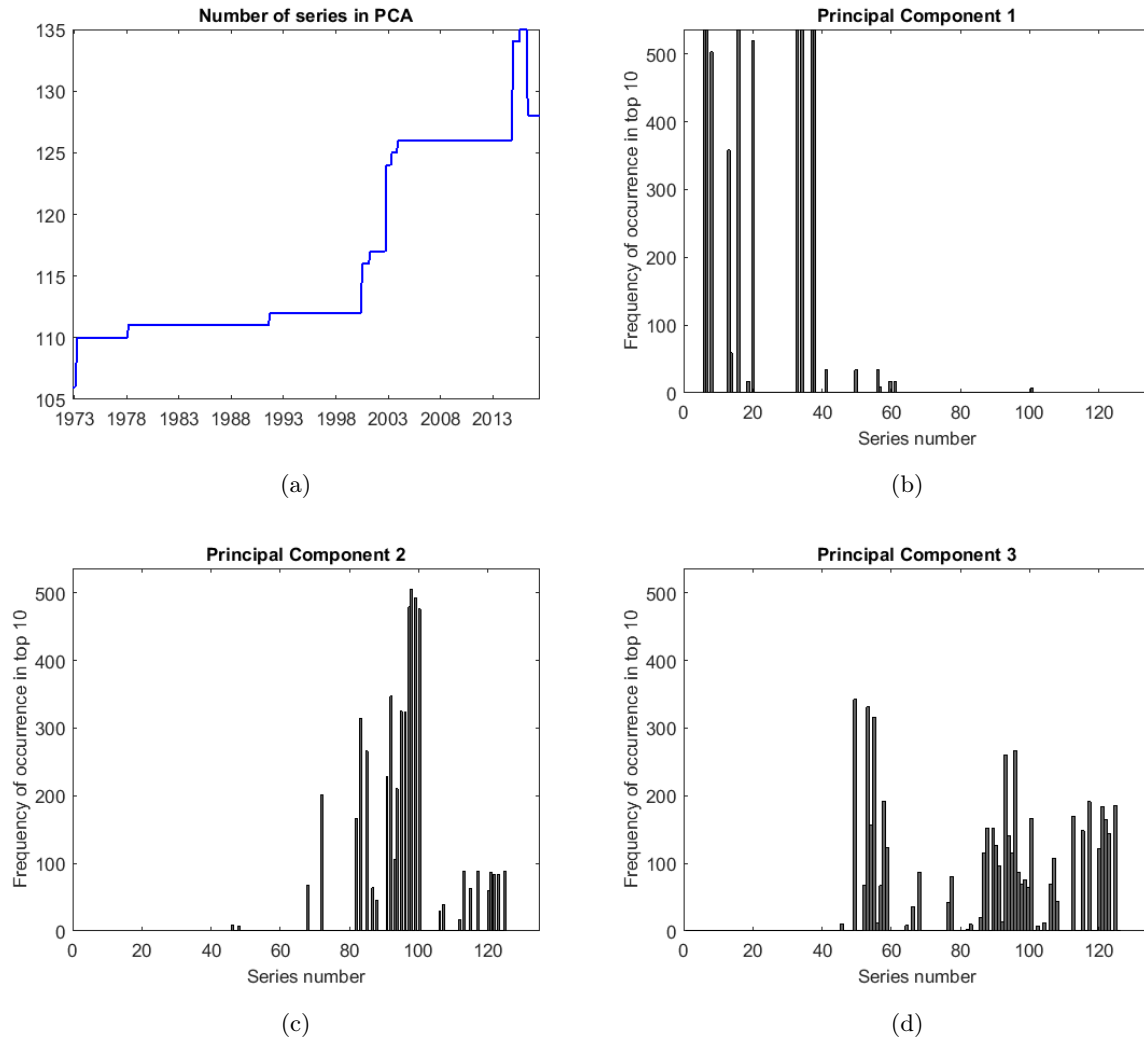 Number of series in PCA
135
130
125
120
115
110
105
1973 1978 1983 1988 1993 1998 2003 2008 2013
(a)
Principal Component 1
Frequency of occurrence in top 10
500
400
300
200
100
0
0 20 40 60 80 100 120
Series number
(b)
Principal Component 2
Frequency of occurrence in top 10
500
400
300
200
100
0
0 20 40 60 80 100 120
Series number
(c)
Principal Component 3
Frequency of occurrence in top 10
500
400
300
200
100
0
0 20 40 60 80 100 120
Series number
(d)